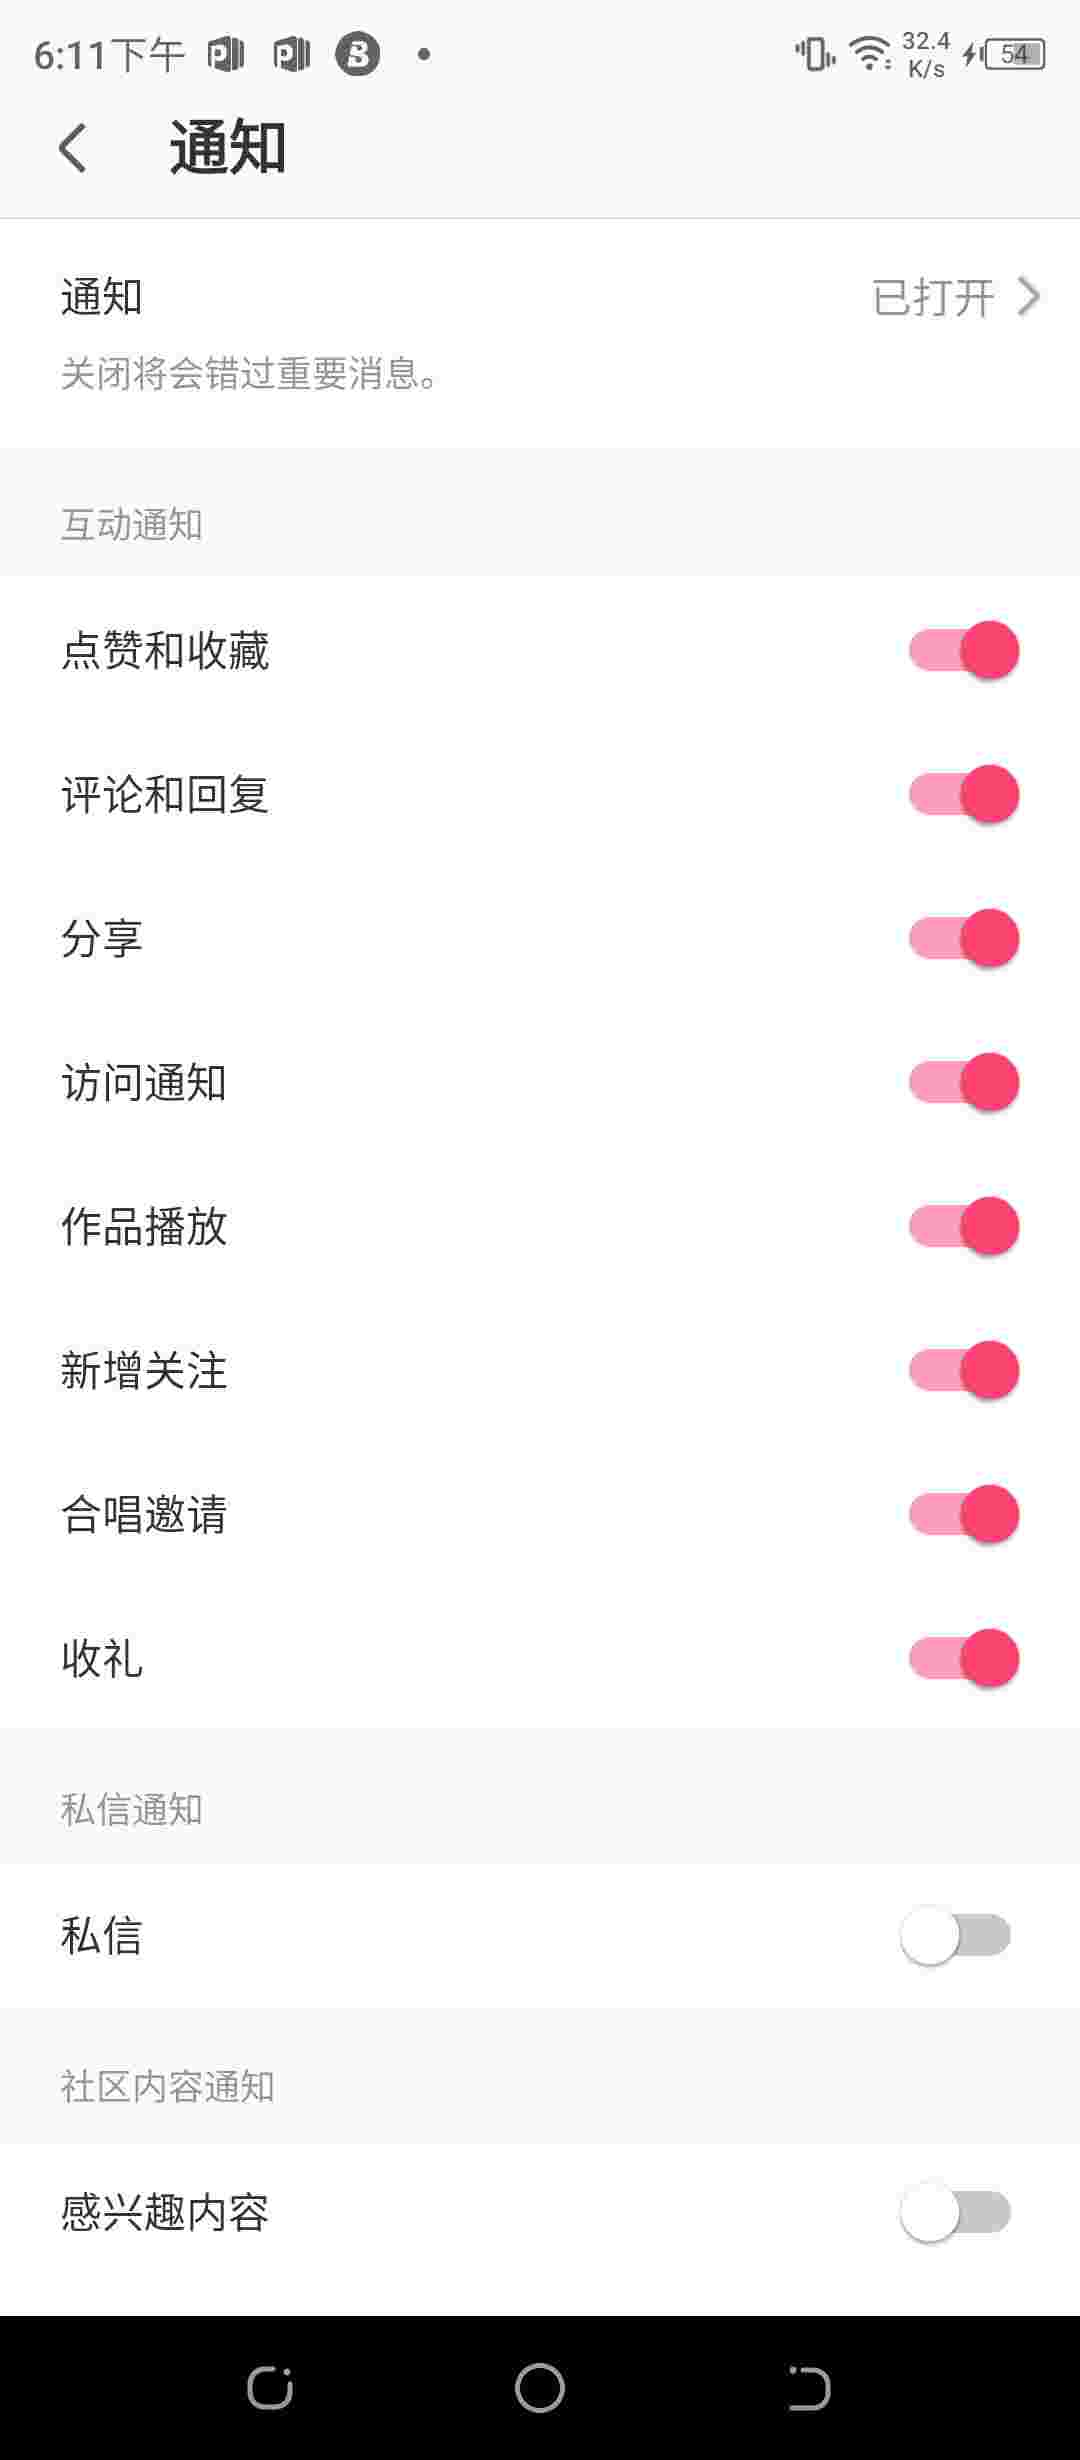 6:11下午
32.4
K/s
54
通知
通知
已打开
关闭将会错过重要消息。
互动通知
点赞和收藏
评论和回复
分享
访问通知
作品播放
新增关注
合唱邀请
收礼
私信通知
私信
社区内容通知
感兴趣内容